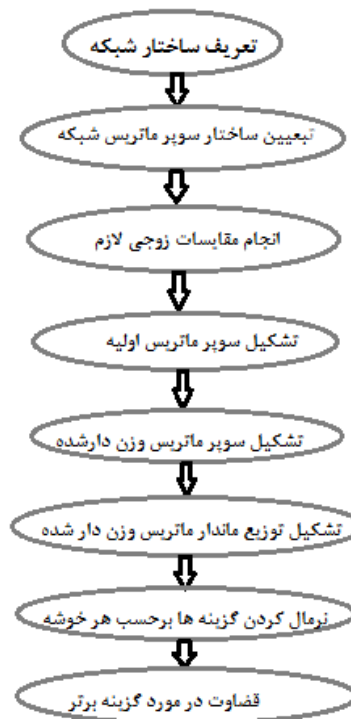 تعریف ساختار شبکه
تبعیین ساختار سوپر ماتریس شبکه
انجام مقایسات زوجی لازم
تشکیل سوپر ماتریس اولیه
تشکیل سوپر ماتریس وزن دارشده
تشکیل توزیع ماندار ماتریس وزن دار شده
نرمال کردن گزینه ها برحسب هر خوشه
قضاوت در مورد گزینه برتر